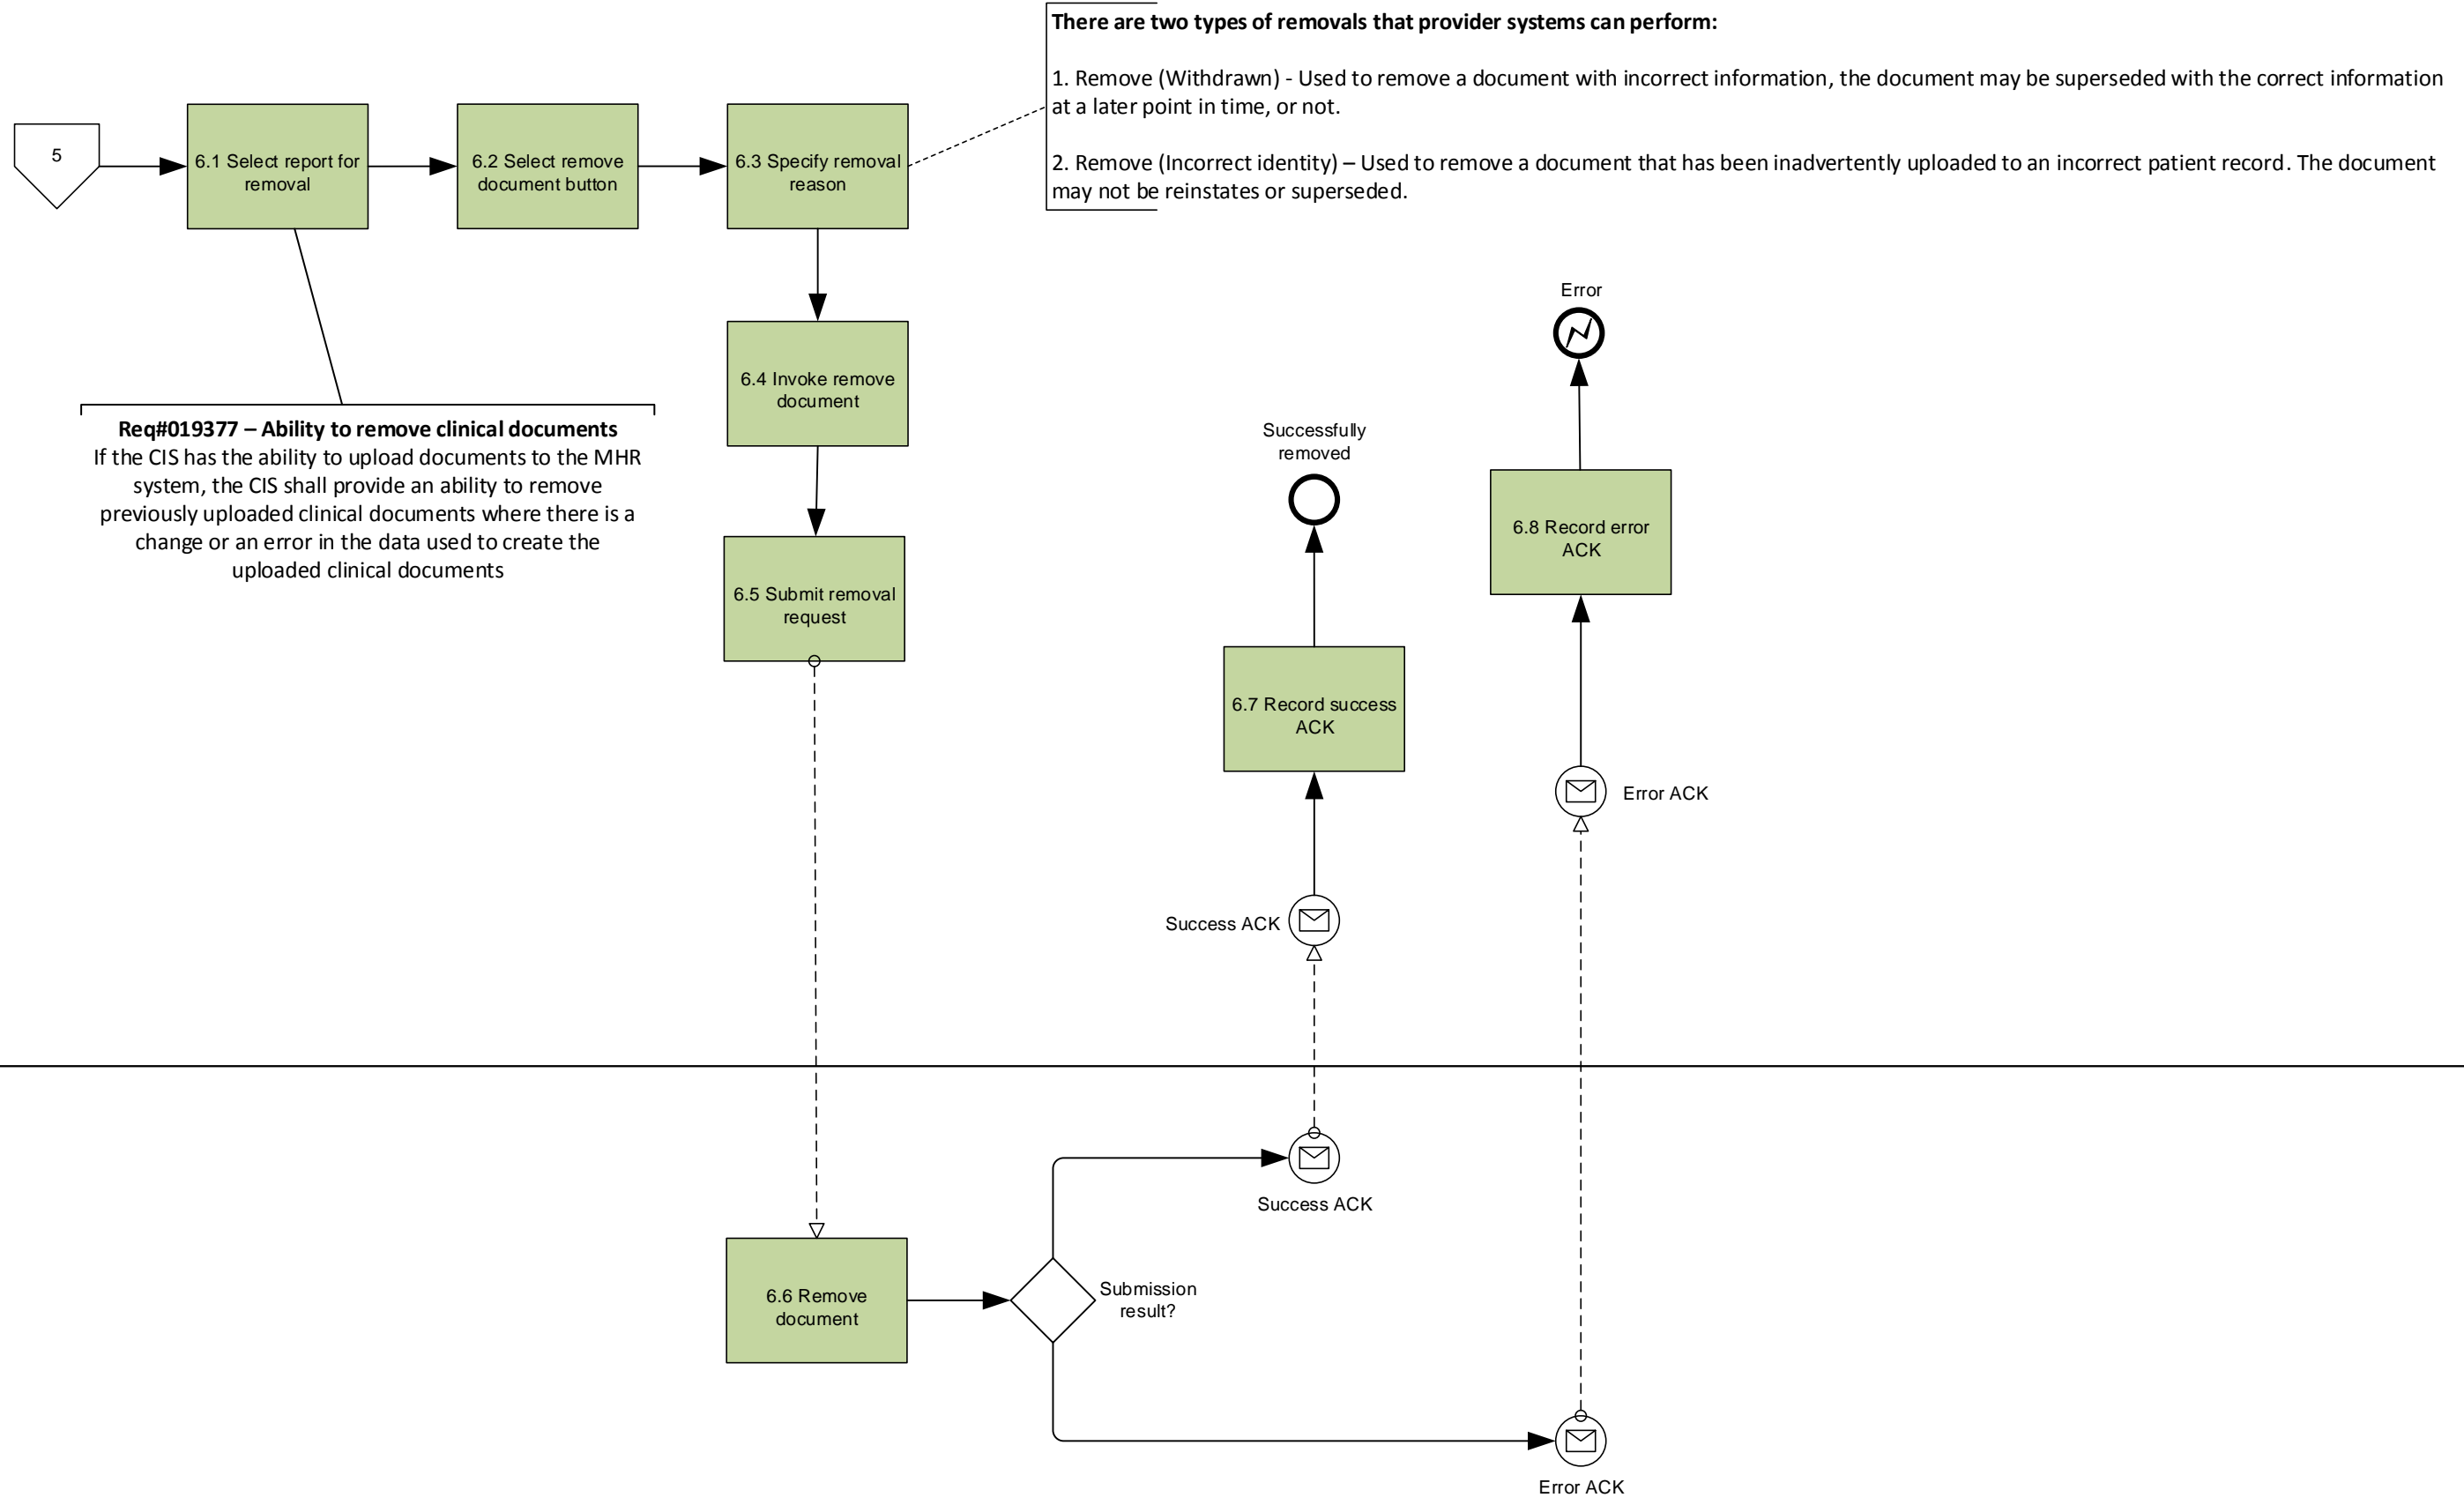 There are two types of removals that provider systems can perform:
1. Remove (Withdrawn) - Used to remove a document with incorrect information, the document may be superseded with the correct information
at a later point in time, or not.
2. Remove (Incorrect identity) – Used to remove a document that has been inadvertently uploaded to an incorrect patient record. The document
may not be reinstates or superseded.
5
6.1 Select report for
removal
6.2 Select remove
document button
6.3 Specify removal
reason
Req#019377 – Ability to remove clinical documents
If the CIS has the ability to upload documents to the MHR
system, the CIS shall provide an ability to remove
previously uploaded clinical documents where there is a
change or an error in the data used to create the
uploaded clinical documents
6.4 Invoke remove
document
6.5 Submit removal
request
Error
Successfully
removed
6.8 Record error
ACK
6.7 Record success
ACK
Error ACK
Success ACK
Success ACK
6.6 Remove
document
Submission
result?
Error ACK